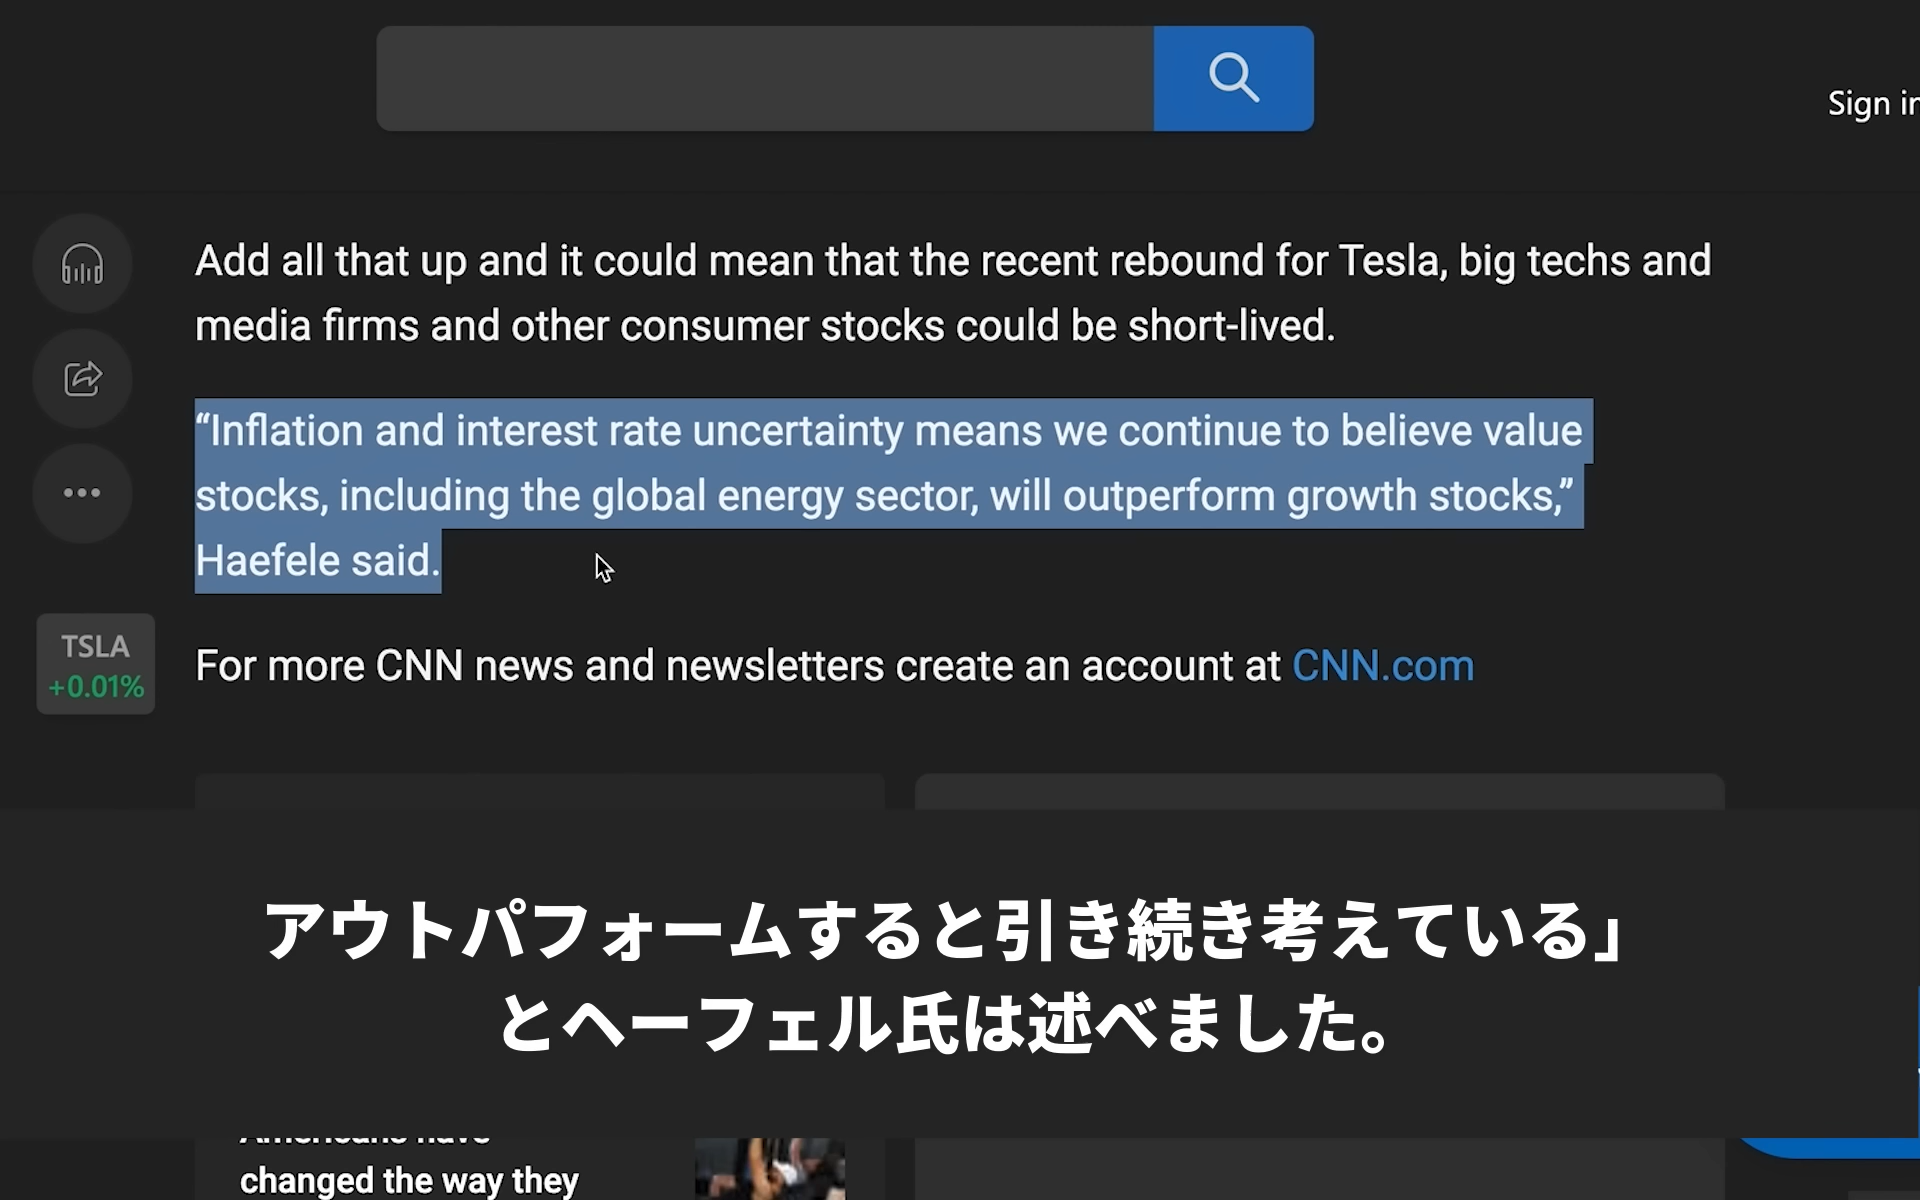 Sign in
Add all that up and it could mean that the recent rebound for Tesla, big techs and
media firms and other consumer stocks could be short-lived.
“Inflation and interest rate uncertainty means we continue to believe value
stocks, including the global energy sector, will outperform growth stocks,”
Haefele said.
TSLA
+0.01%
For more CNN news and newsletters create an account at CNN.com
アウトパフォームすると引き続き考えている」
とヘーフェル氏は述べました。
Americans have
changed the way they